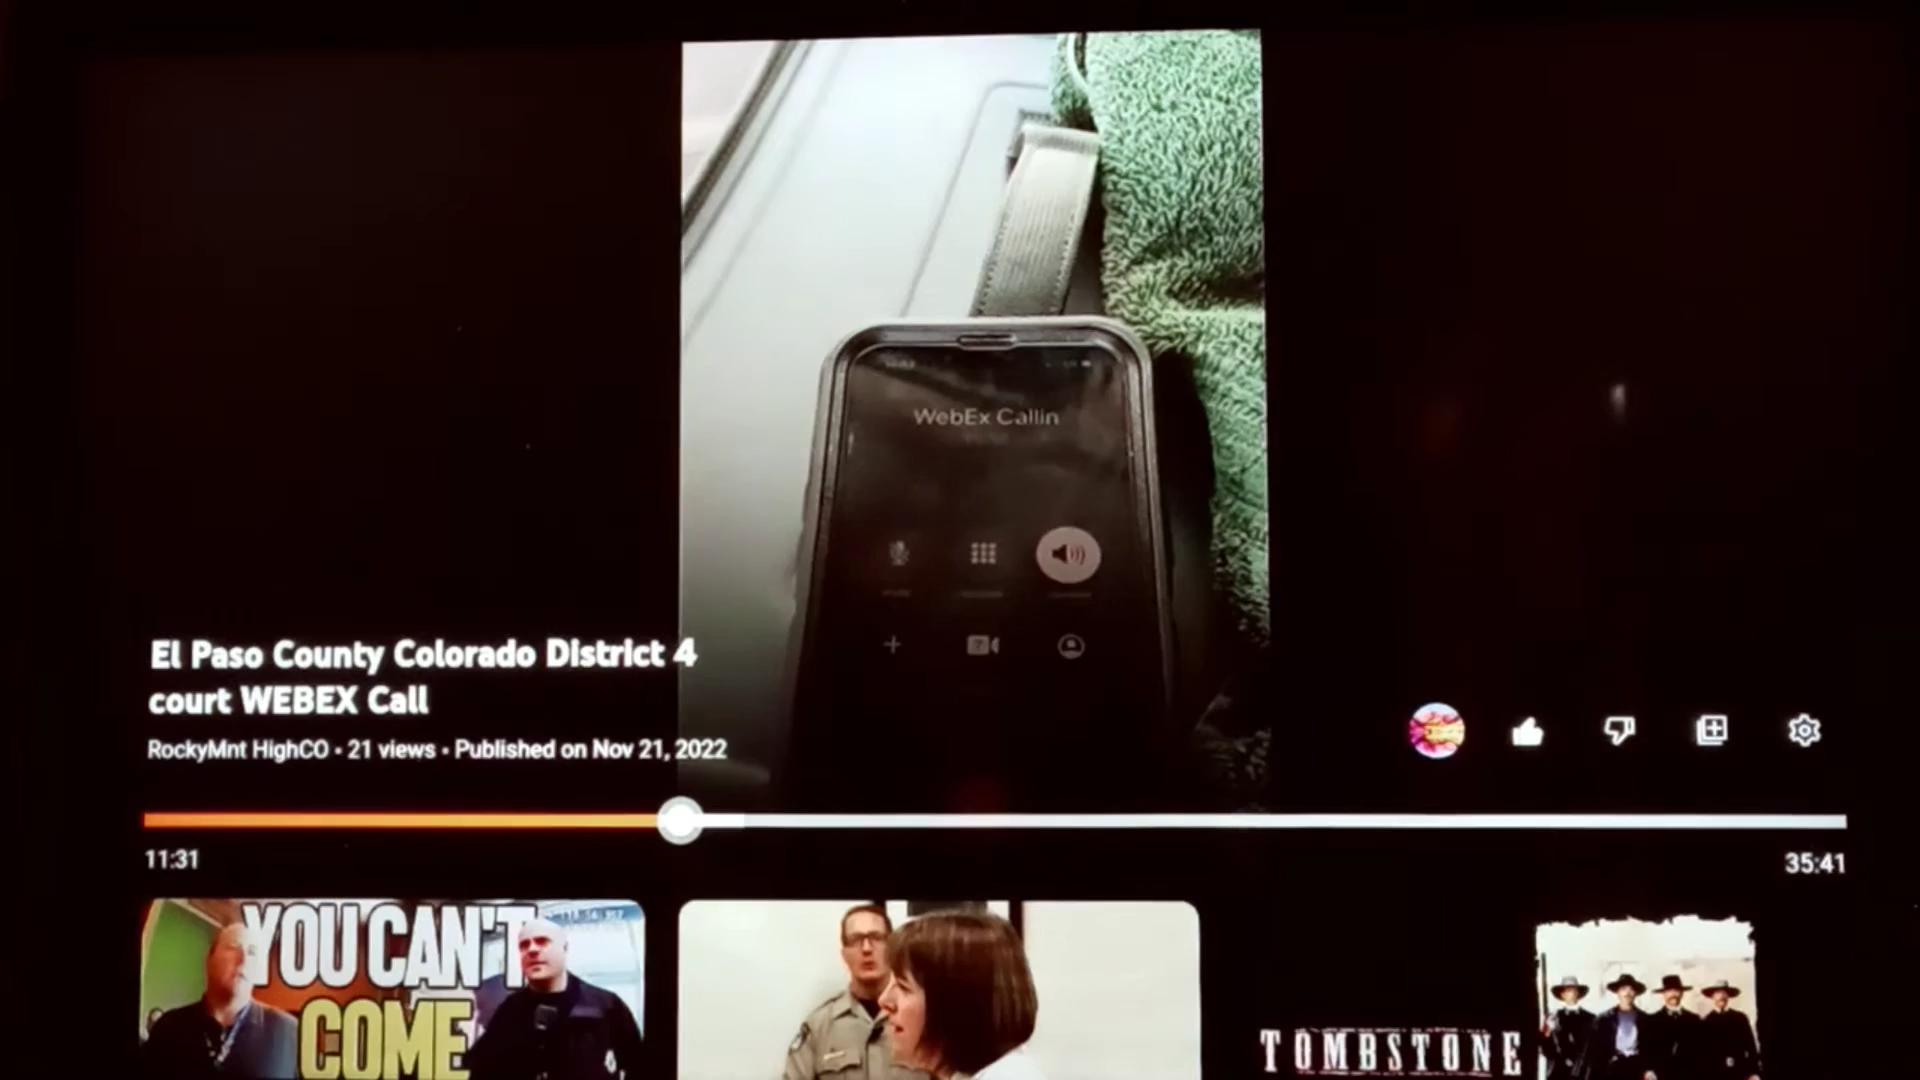 WebEx Callin
El Paso County Colorado District 4
court WEBEX Call
RockyMnt HighCO • 21 views • Published on Nov 21, 2022
11:31
35:41
YOU CAN'T
COME
TOMBSTONE